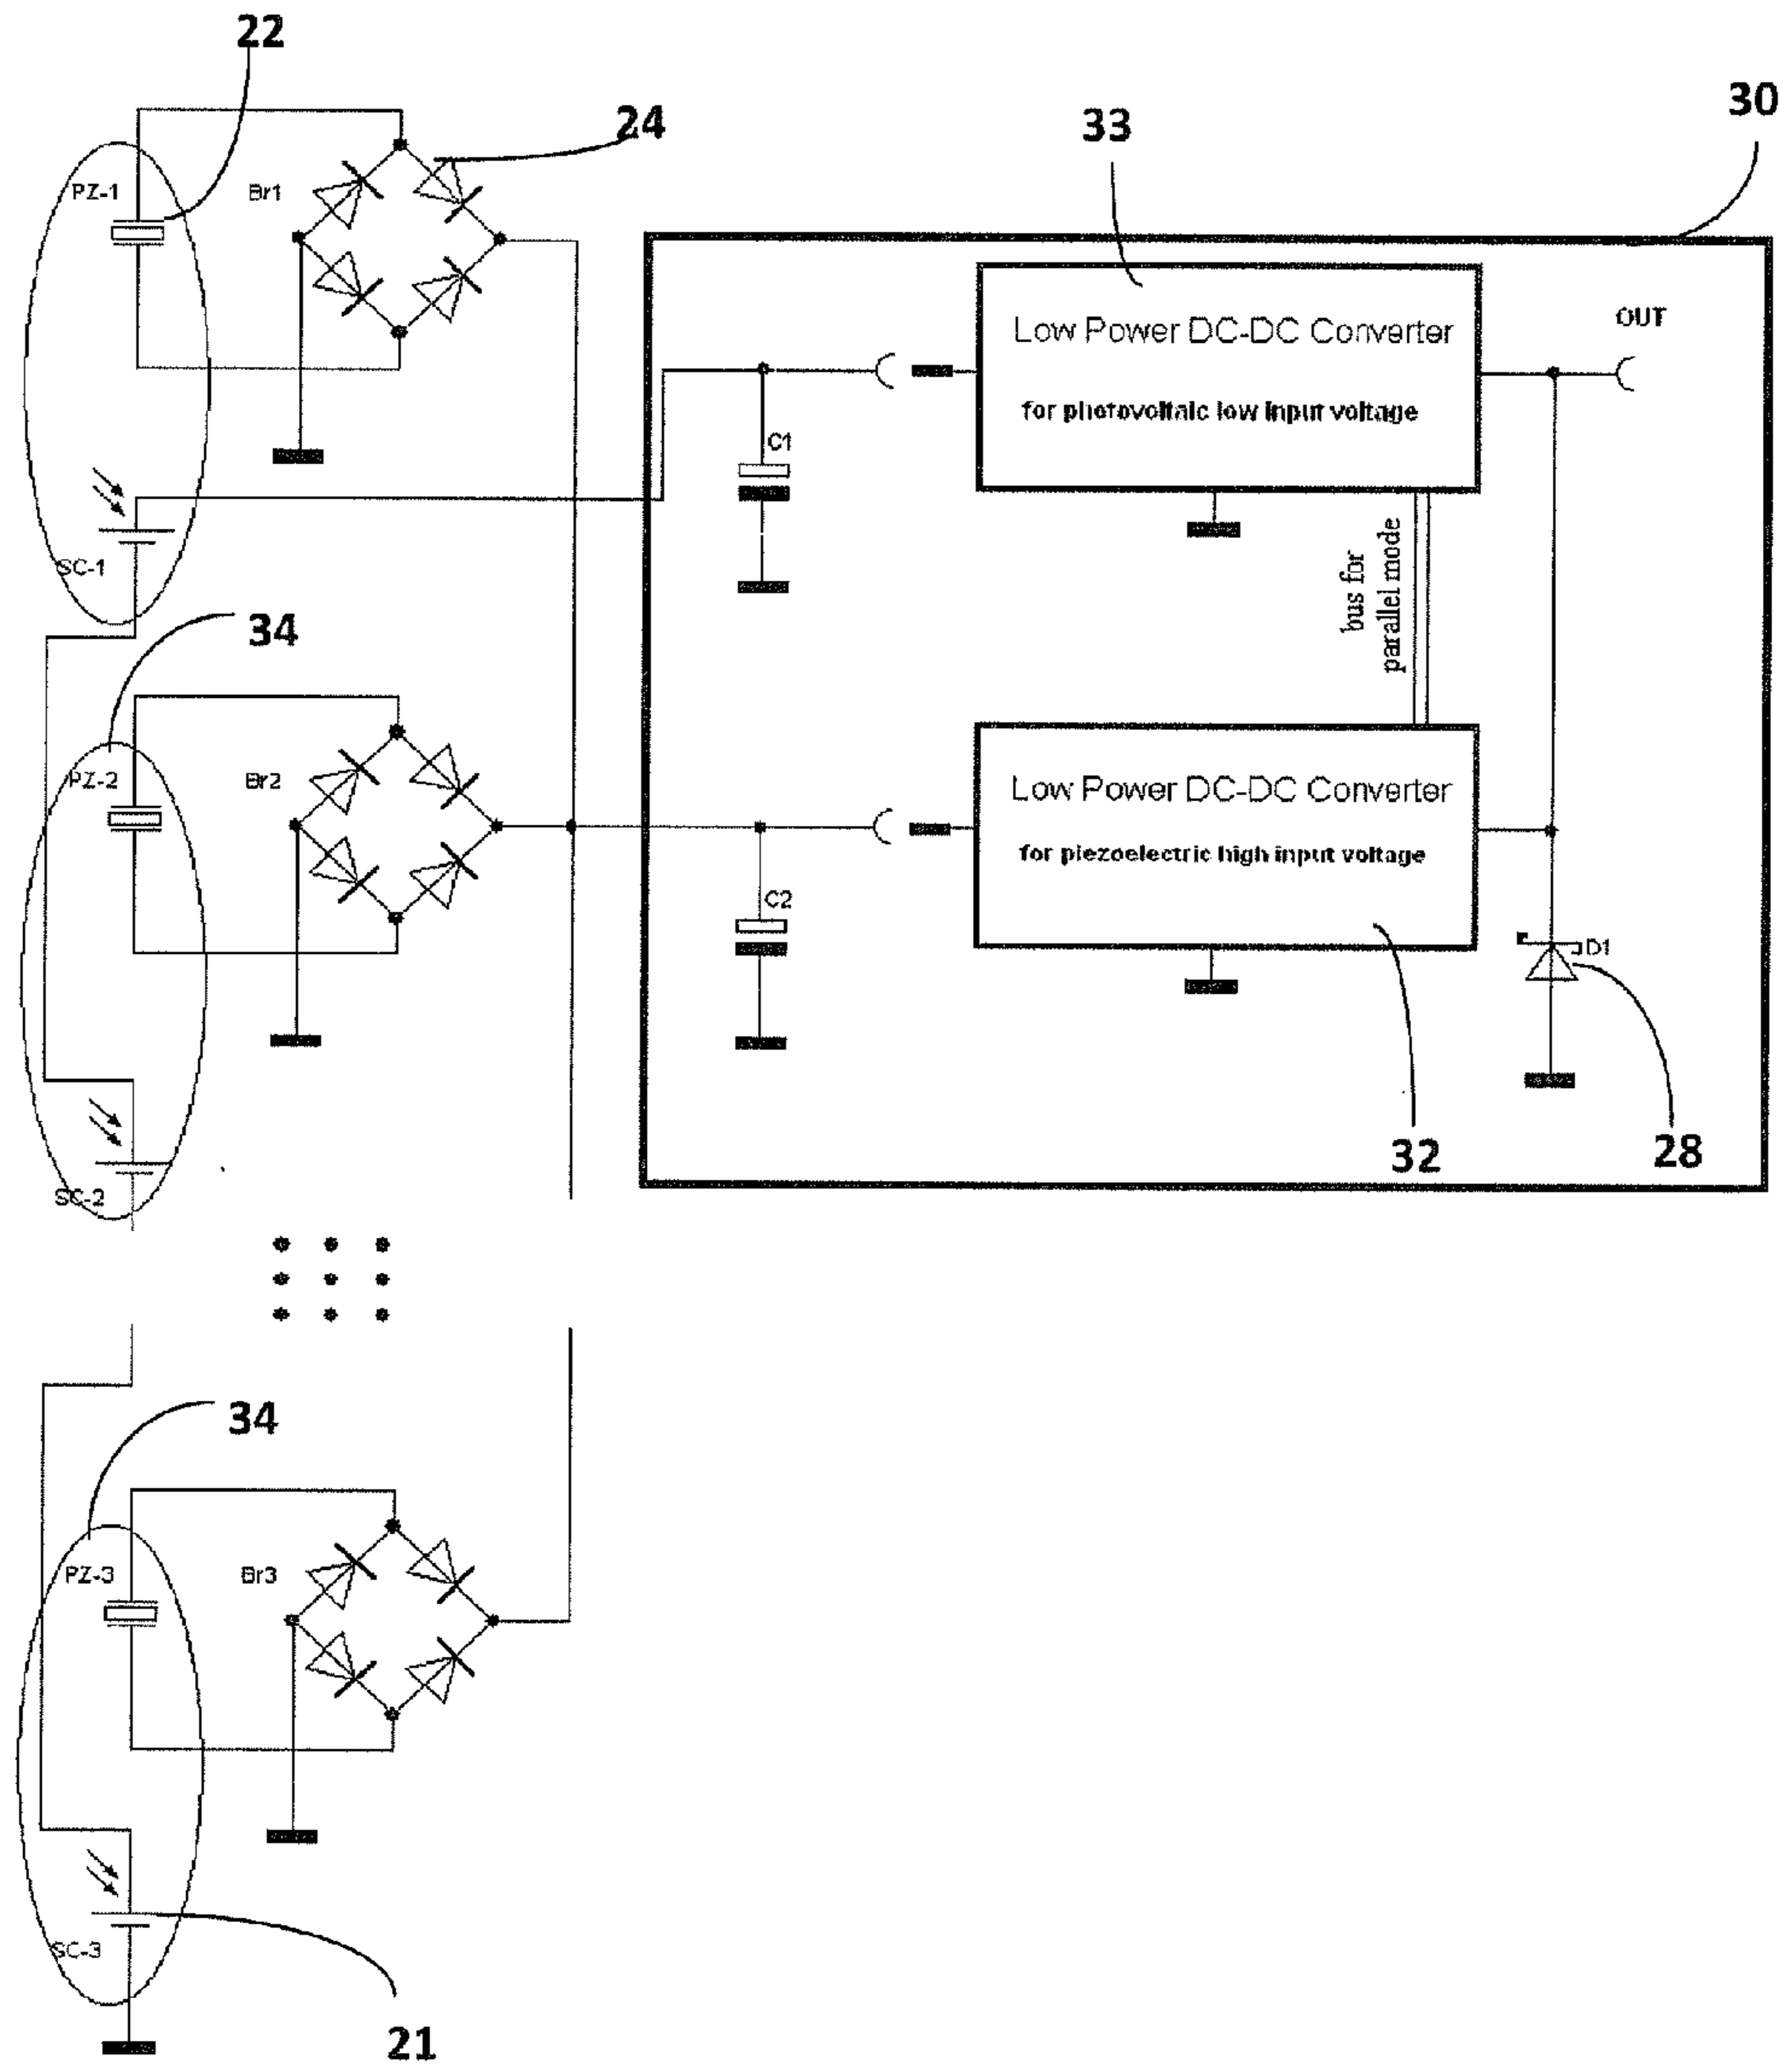 22
24
33
30
PZ-1
Br1
Low Power DC-DC Converter
for photovoltaic low input voltage
OUT
C1
SC-1
bus for
parallel mode
34
PZ-2
Br2
Low Power DC-DC Converter
for piezoelectric high input voltage
C2
D1
32
28
SC-2
34
PZ-3
Br3
SC-3
21